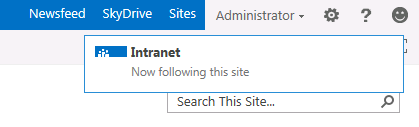 Newsfeed SkyDrive Sites Administrator ?
Intranet
Now following this site
Search This Site...